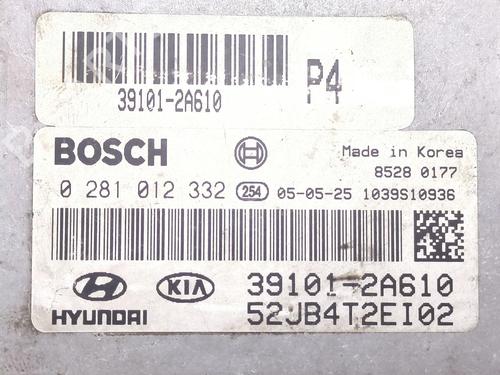 39101-2A610 P4
BOSCH Made in Korea
8528 0177
0 281 012 332 254 05-05-25 1039S10936
KIA 39101-2A610
HYUNDAI 52JB4T2EI02